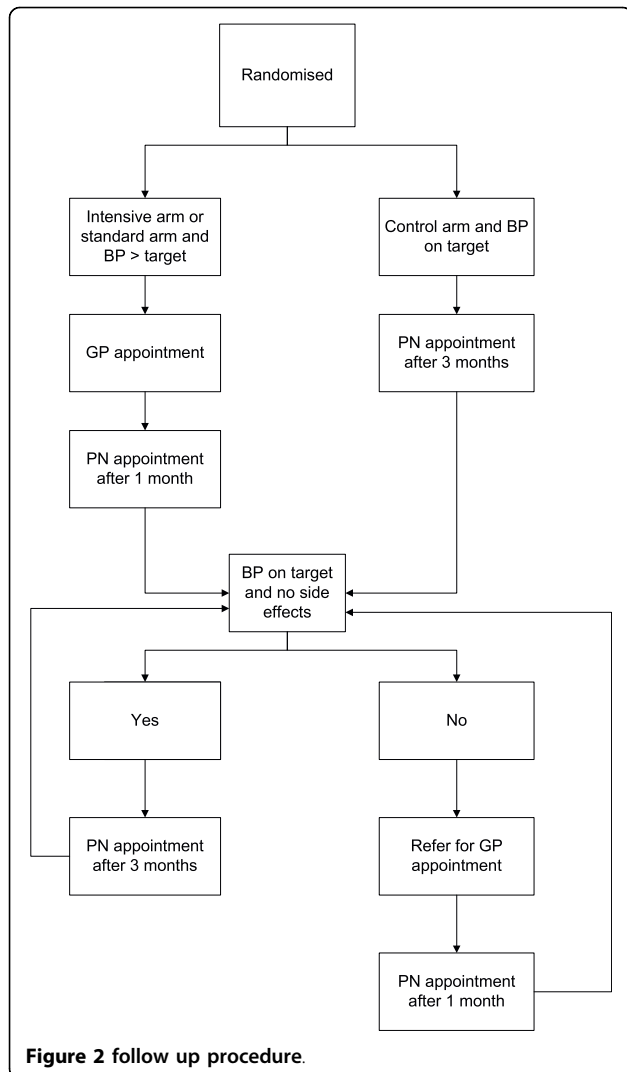 Randomised
Intensive arm or
standard arm and
BP > target
Control arm and BP
on target
GP appointment
PN appointment
after 3 months
PN appointment
after 1 month
BP on target
and no side
effects
Yes
No
PN appointment
after 3 months
Refer for GP
appointment
PN appointment
after 1 month
Figure 2 follow up procedure.